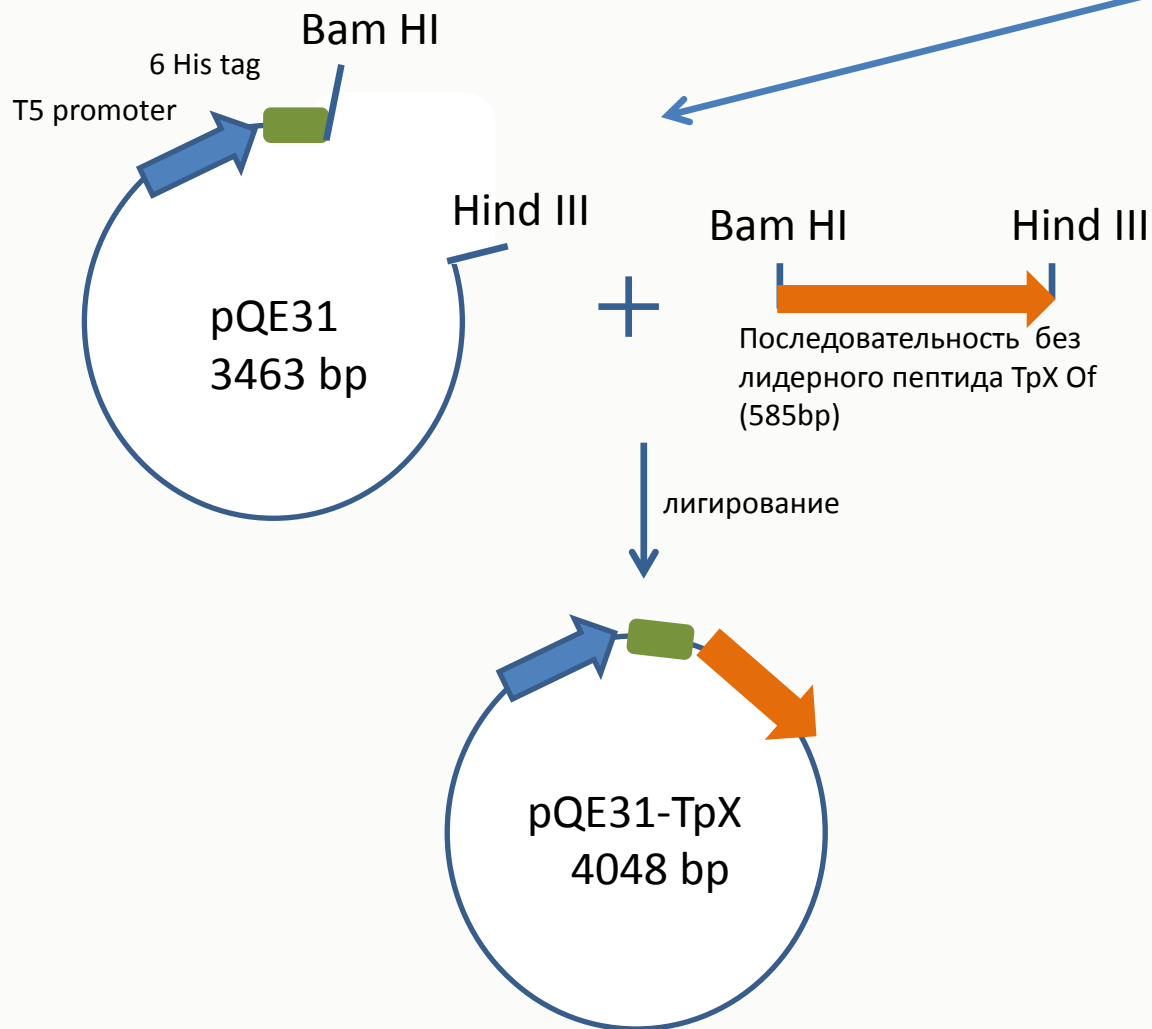 Bam HI
6 His tag
T5 promoter
Hind III
pQE31
3463 bp
Bam HI
Hind III
Последовательность без
лидерного пептида TpX Of
(585bp)
лигирование
pQE31-TpX
4048 bp